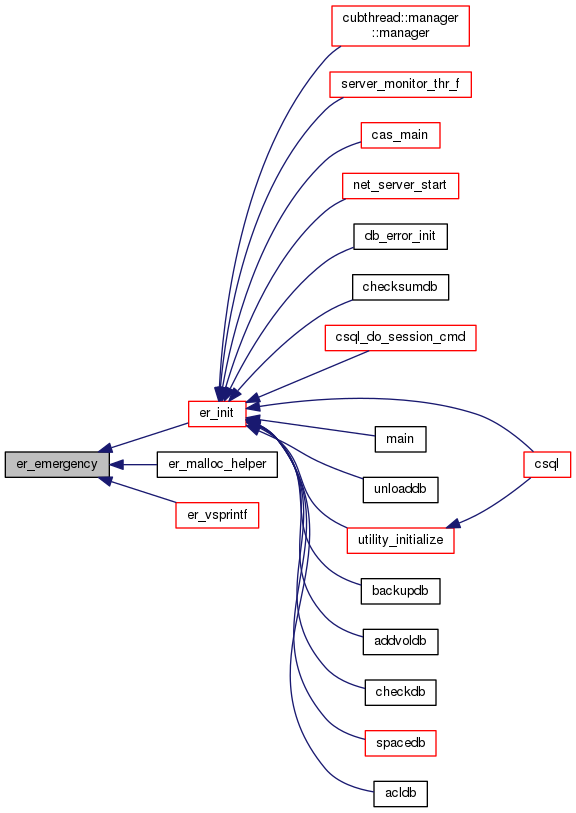 cubthread::manager
::manager
server_monitor_thr_f
cas_main
net_server_start
db_error_init
checksumdb
csql_do_session_cmd
er_init
main
csql
er_emergency
er_malloc_helper
unloaddb
er_vsprintf
utility_initialize
backupdb
addvoldb
checkdb
spacedb
acldb